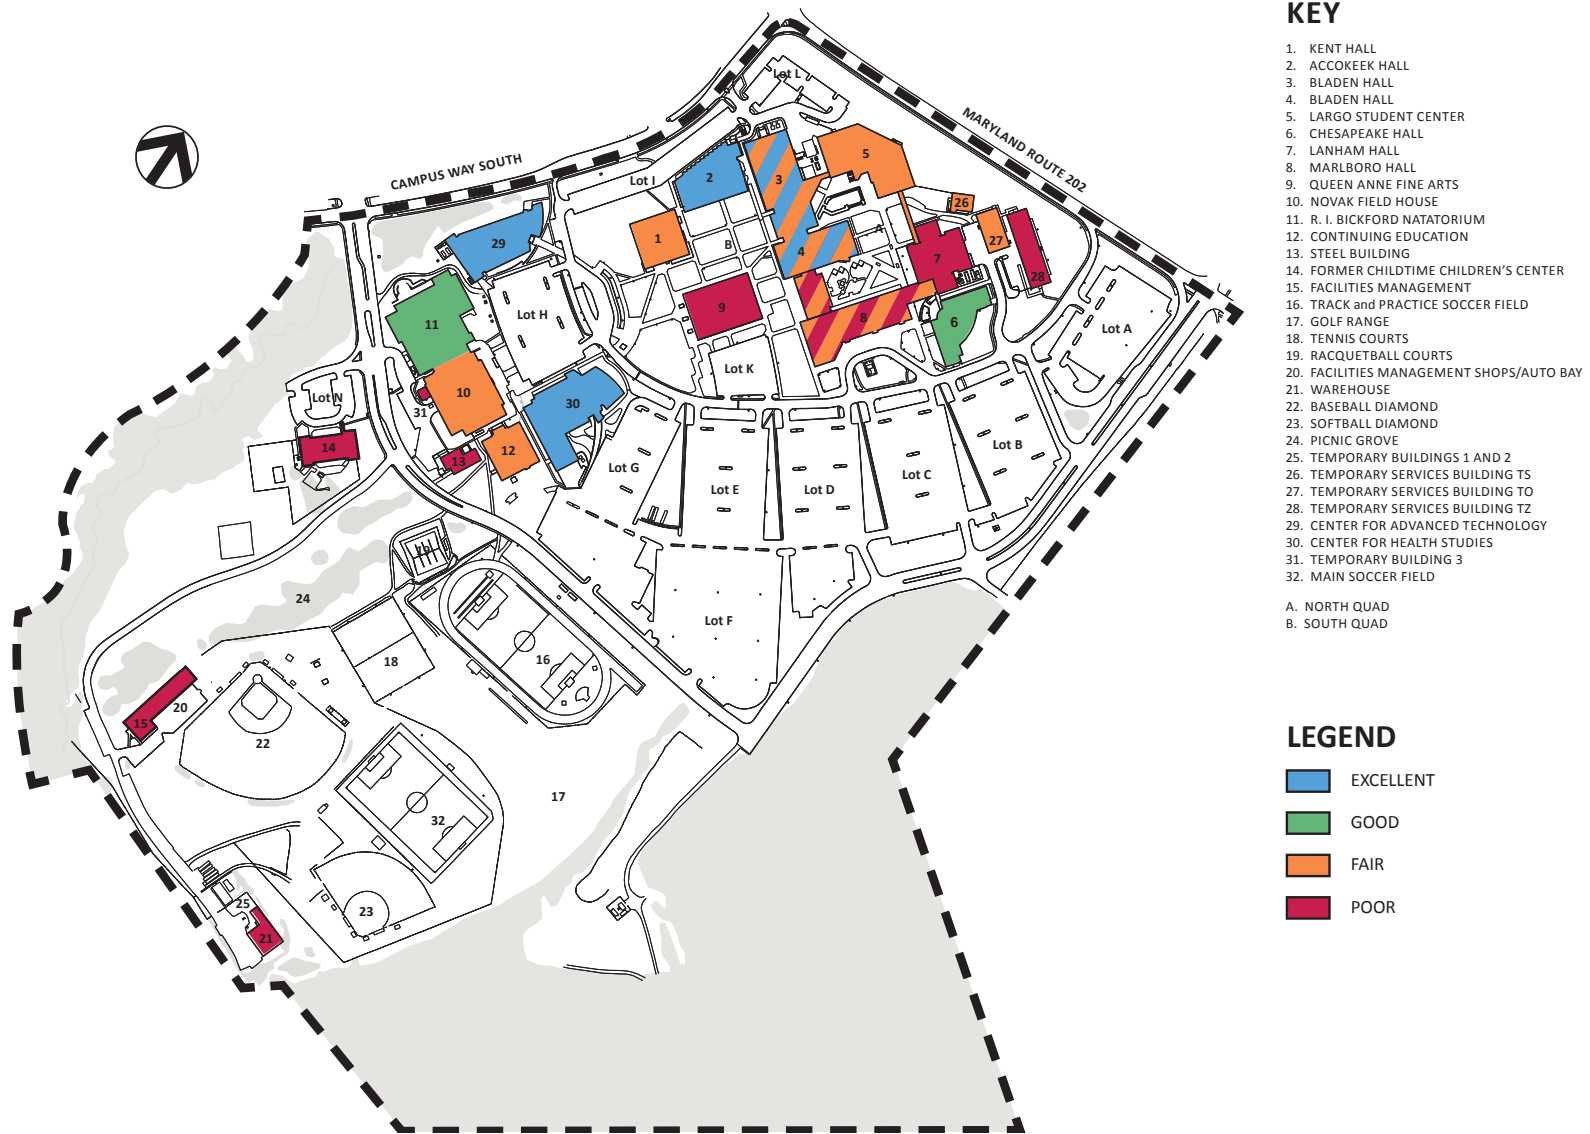 KEY
1. KENT HALL
2. ACCOKEEK HALL
3. BLADEN HALL
4. BLADEN HALL
5. LARGO STUDENT CENTER
6. CHESAPEAKE HALL
7. LANHAM HALL
8. MARLBORO HALL
9. QUEEN ANNE FINE ARTS
10. NOVAK FIELD HOUSE
11. R. I. BICKFORD NATATORIUM
12. CONTINUING EDUCATION
13. STEEL BUILDING
14. FORMER CHILDTIME CHILDREN'S CENTER
15. FACILITIES MANAGEMENT
16. TRACK and PRACTICE SOCCER FIELD
17. GOLF RANGE
18. TENNIS COURTS
19. RACQUETBALL COURTS
20. FACILITIES MANAGEMENT SHOPS/AUTO BAY
21. WAREHOUSE
22. BASEBALL DIAMOND
23. SOFTBALL DIAMOND
24. PICNIC GROVE
25. TEMPORARY BUILDINGS 1 AND 2
26. TEMPORARY SERVICES BUILDING TS
27. TEMPORARY SERVICES BUILDING TO
28. TEMPORARY SERVICES BUILDING TZ
29. CENTER FOR ADVANCED TECHNOLOGY
30. CENTER FOR HEALTH STUDIES
31. TEMPORARY BUILDING 3
32. MAIN SOCCER FIELD
A. NORTH QUAD
B. SOUTH QUAD
LEGEND
EXCELLENT
GOOD
FAIR
POOR
CAMPUS WAY SOUTH
MARYLAND ROUTE 202
Lot L
Lot I
Lot H
Lot K
Lot N
Lot A
Lot B
Lot C
Lot D
Lot E
Lot G
Lot F
1
2
3
4
5
6
7
8
9
10
11
12
13
14
15
16
17
18
19
20
21
22
23
24
25
26
27
28
29
30
31
32
A
B